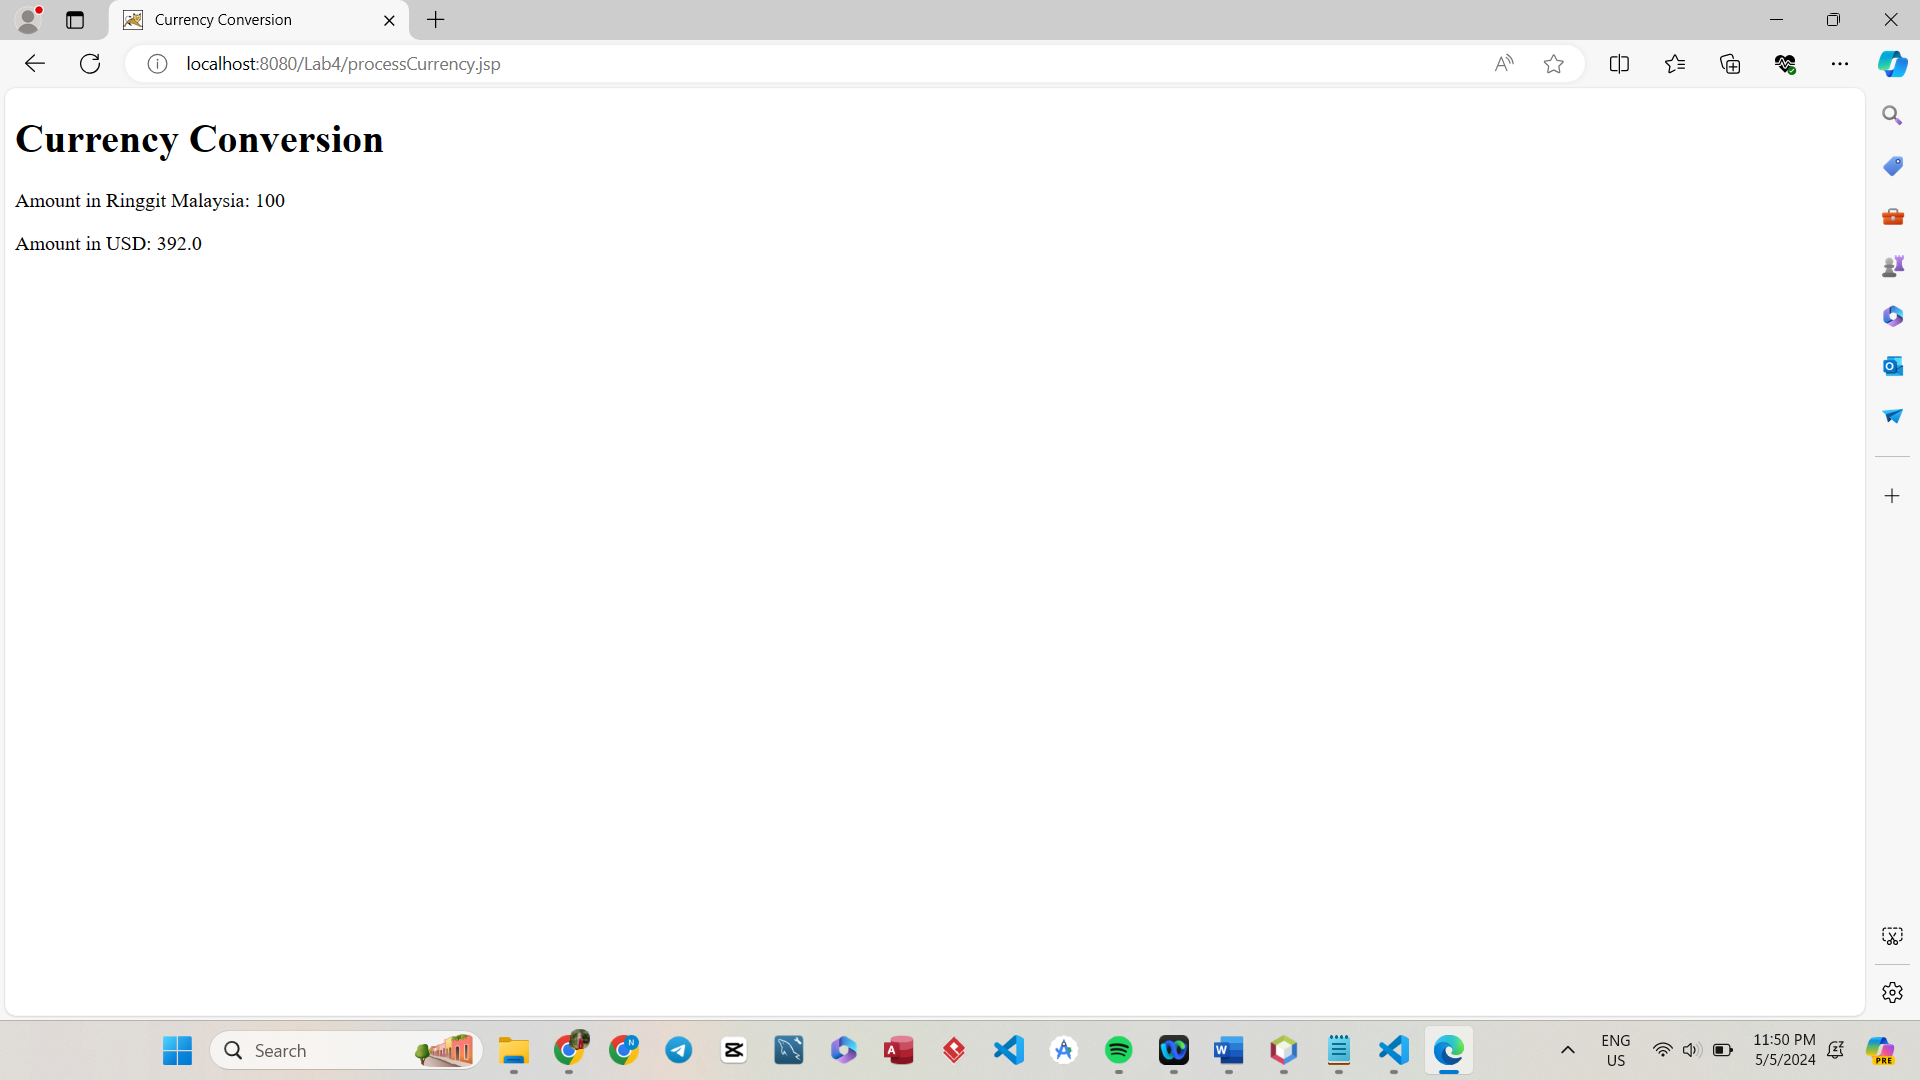 Currency Conversion
localhost:8080/Lab4/processCurrency.jsp
Currency Conversion
Amount in Ringgit Malaysia: 100
Amount in USD: 392.0
Search
ENG
US
11:50 PM
5/5/2024
PRE